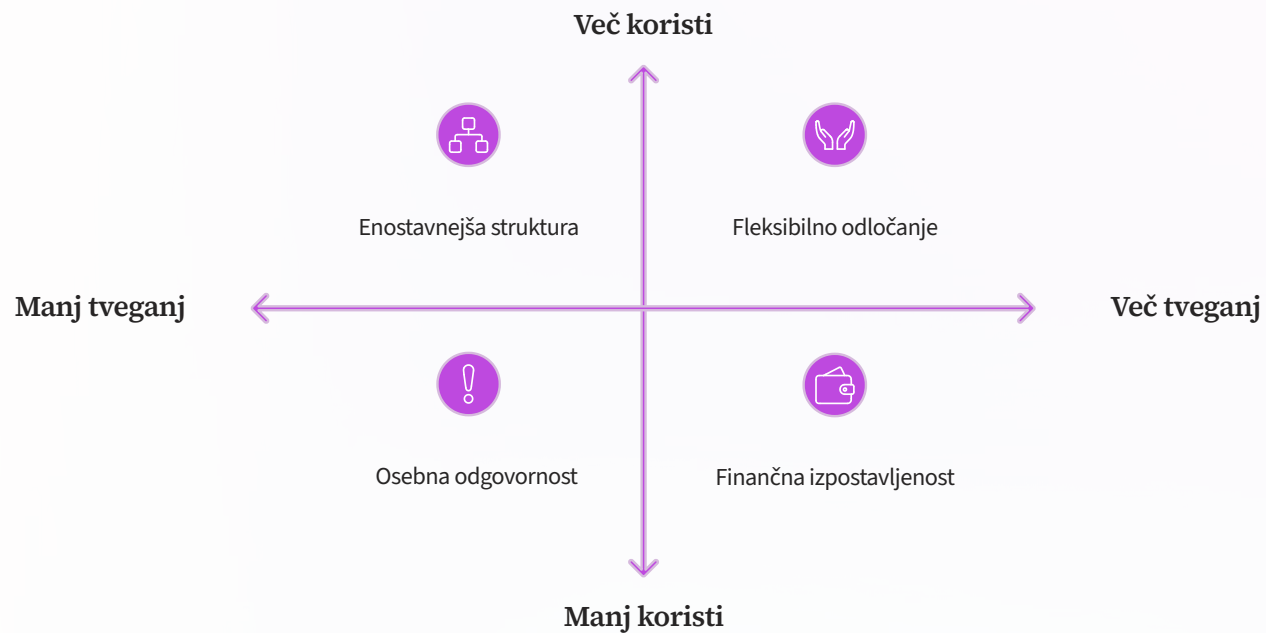 Več koristi
Enostavnejša struktura
Fleksibilno odločanje
Manj tveganj
Več tveganj
Osebna odgovornost
Finančna izpostavljenost
Manj koristi